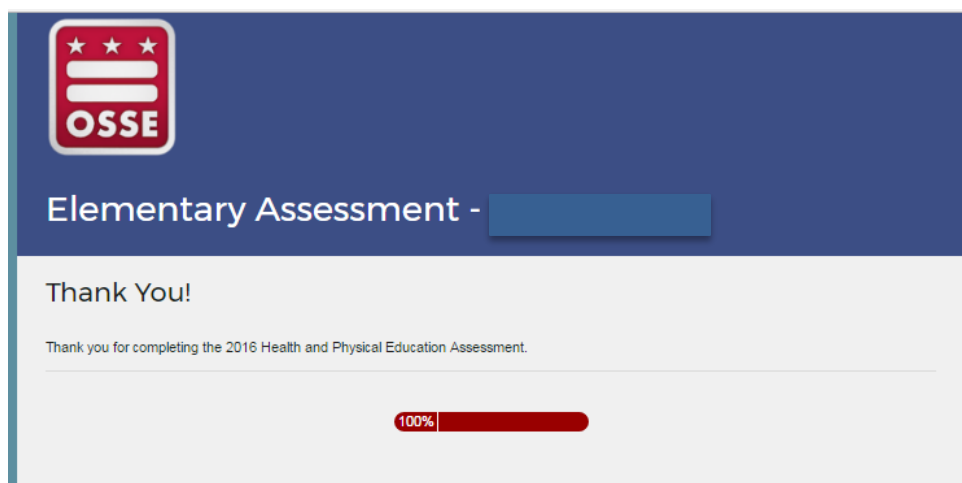 OSSE
Elementary Assessment -
Thank You!
Thank you for completing the 2016 Health and Physical Education Assessment.
100%